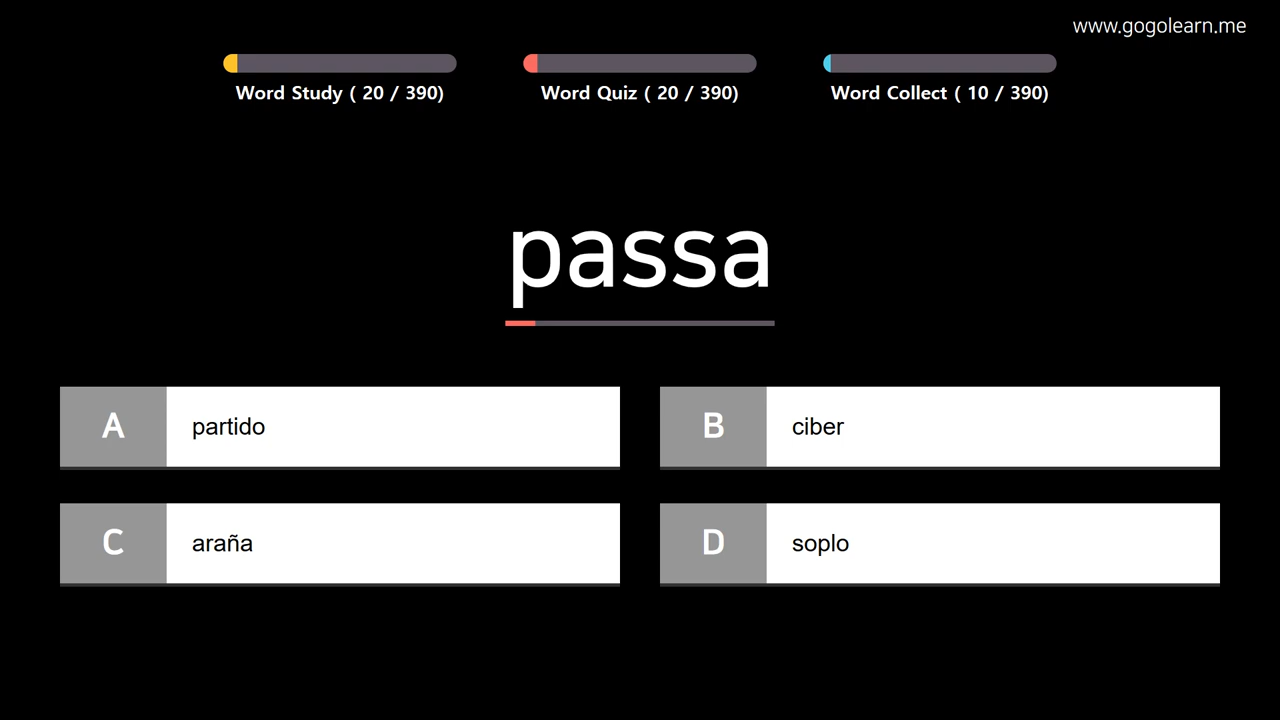 www.gogolearn.me
Word Study ( 20 / 390)
Word Quiz ( 20 / 390)
Word Collect ( 10 / 390)
passa
A partido
B ciber
C araña
D soplo